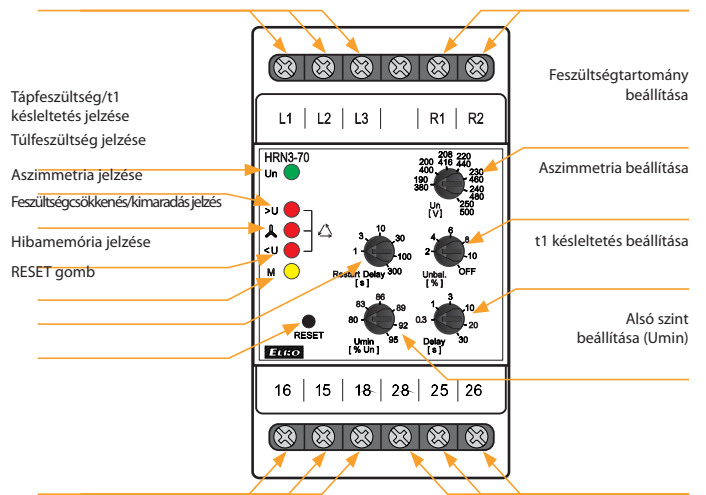 Tápfeszültség/t1
késleltetés jelzése
Túlfeszültség jelzése
Aszimmetria jelzése
Feszültségcsökkenés/kimaradás jelzés
Hibamemória jelzése
RESET gomb
L1 L2 L3 R1 R2
HRN3-70
Un
>U
<U
M
RESET
ELKO
208 220
200 416 440
400 230
460
190 240
380 480
250
500
Un
[V]
10
3 30
1 100
300
Restart Delay
[s]
6
4 8
2 10
OFF
Unbal.
[%]
86
83 89
80 92
95
Umin
[% Un]
3
1 10
0.3 20
30
Delay
[s]
16 15 18 28 25 26
Feszültségtartomány
beállítása
Aszimmetria beállítása
t1 késleltetés beállítása
Alsó szint
beállítása (Umin)